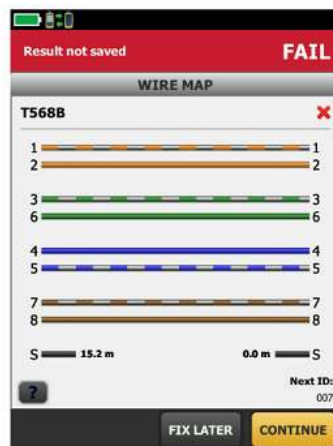 Result not saved FAIL
WIRE MAP
T568B
1 1
2 2
3 3
6 6
4 4
5 5
7 7
8 8
S 15.2 m 0.0 m S
Next ID:
? 007
FIX LATER CONTINUE